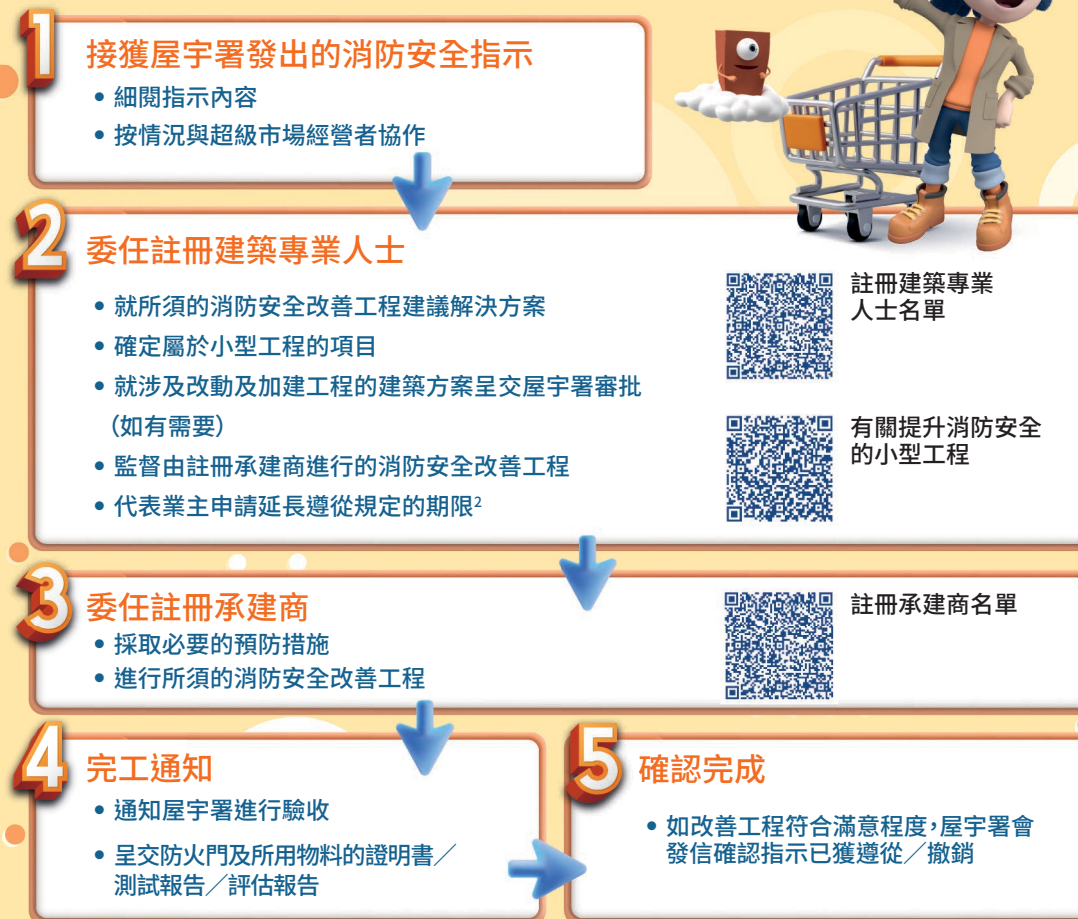 1
接獲屋宇署發出的消防安全指示
• 細閱指示內容
• 按情況與超級市場經營者協作
2
委任註冊建築專業人士
• 就所須的消防安全改善工程建議解決方案
• 確定屬於小型工程的項目
• 就涉及改動及加建工程的建築方案呈交屋宇署審批
(如有需要)
• 監督由註冊承建商進行的消防安全改善工程
• 代表業主申請延長遵從規定的期限²
註冊建築專業
人士名單
有關提升消防安全
的小型工程
3
委任註冊承建商
• 採取必要的預防措施
• 進行所須的消防安全改善工程
註冊承建商名單
4
完工通知
• 通知屋宇署進行驗收
• 呈交防火門及所用物料的證明書／
測試報告／評估報告
5
確認完成
• 如改善工程符合滿意程度，屋宇署會
發信確認指示已獲遵從／撤銷